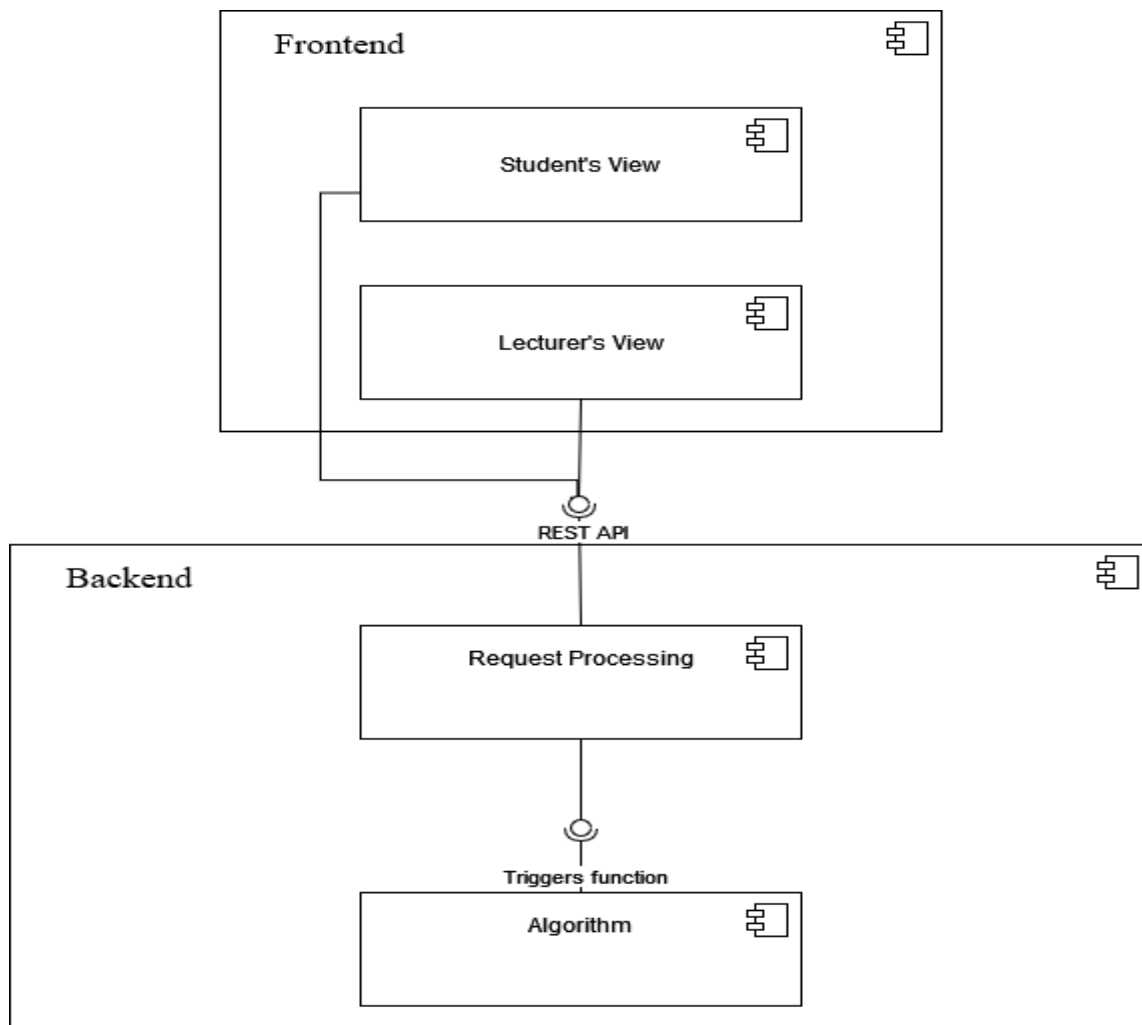 Frontend
Student's View
Lecturer's View
REST API
Backend
Request Processing
Triggers function
Algorithm